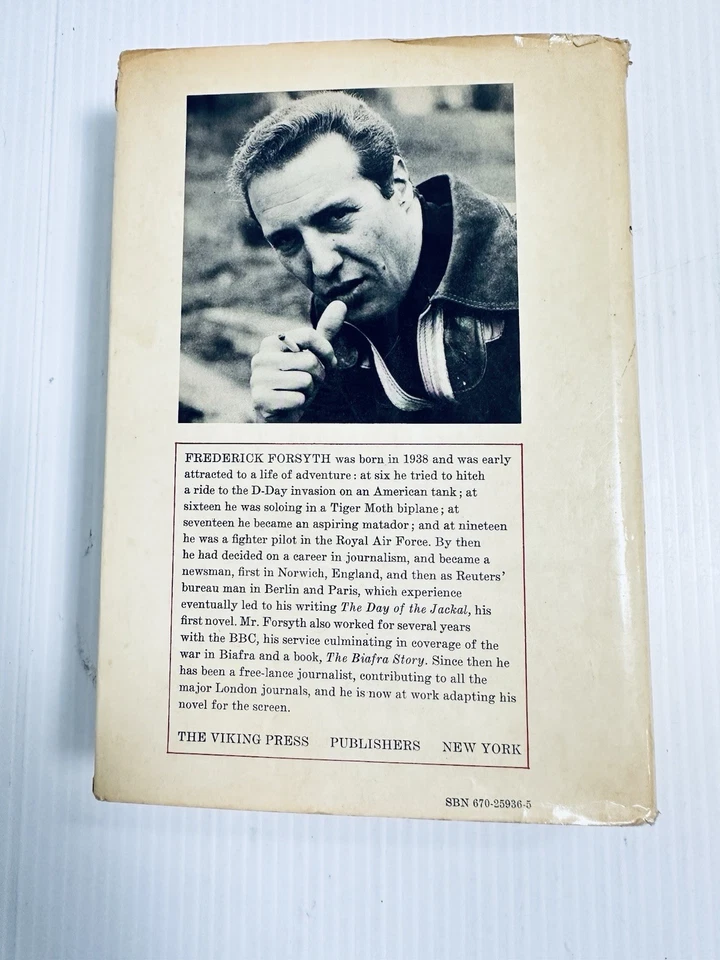 FREDERICK FORSYTH was born in 1938 and was early
attracted to a life of adventure: at six he tried to hitch
a ride to the D-Day invasion on an American tank; at
sixteen he was soloing in a Tiger Moth biplane; at
seventeen he became an aspiring matador; and at nineteen
he was a fighter pilot in the Royal Air Force. By then
he had decided on a career in journalism, and became a
newsman, first in Norwich, England, and then as Reuters'
bureau man in Berlin and Paris, which experience
eventually led to his writing The Day of the Jackal, his
first novel. Mr. Forsyth also worked for several years
with the BBC, his service culminating in coverage of the
war in Biafra and a book, The Biafra Story. Since then he
has been a free-lance journalist, contributing to all the
major London journals, and he is now at work adapting his
novel for the screen.
THE VIKING PRESS PUBLISHERS NEW YORK
SBN 670-25936-5